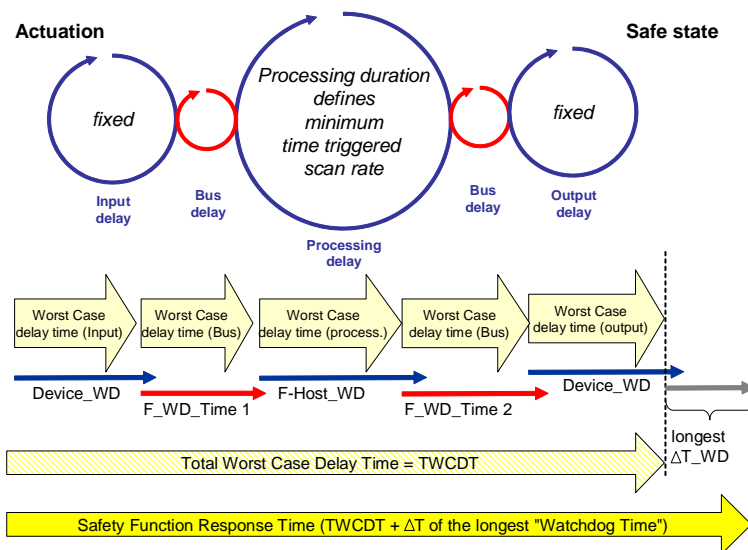 Actuation
Safe state
fixed
Processing duration
defines
minimum
time triggered
scan rate
fixed
Input
delay
Bus
delay
Processing
delay
Bus
delay
Output
delay
Worst Case
delay time (Input)
Worst Case
delay time (Bus)
Worst Case
delay time (process.)
Worst Case
delay time (Bus)
Worst Case
delay time (output)
Device_WD
F_WD_Time 1
F-Host_WD
F_WD_Time 2
Device_WD
longest
ΔT_WD
Total Worst Case Delay Time = TWCDT
Safety Function Response Time (TWCDT + ΔT of the longest "Watchdog Time")